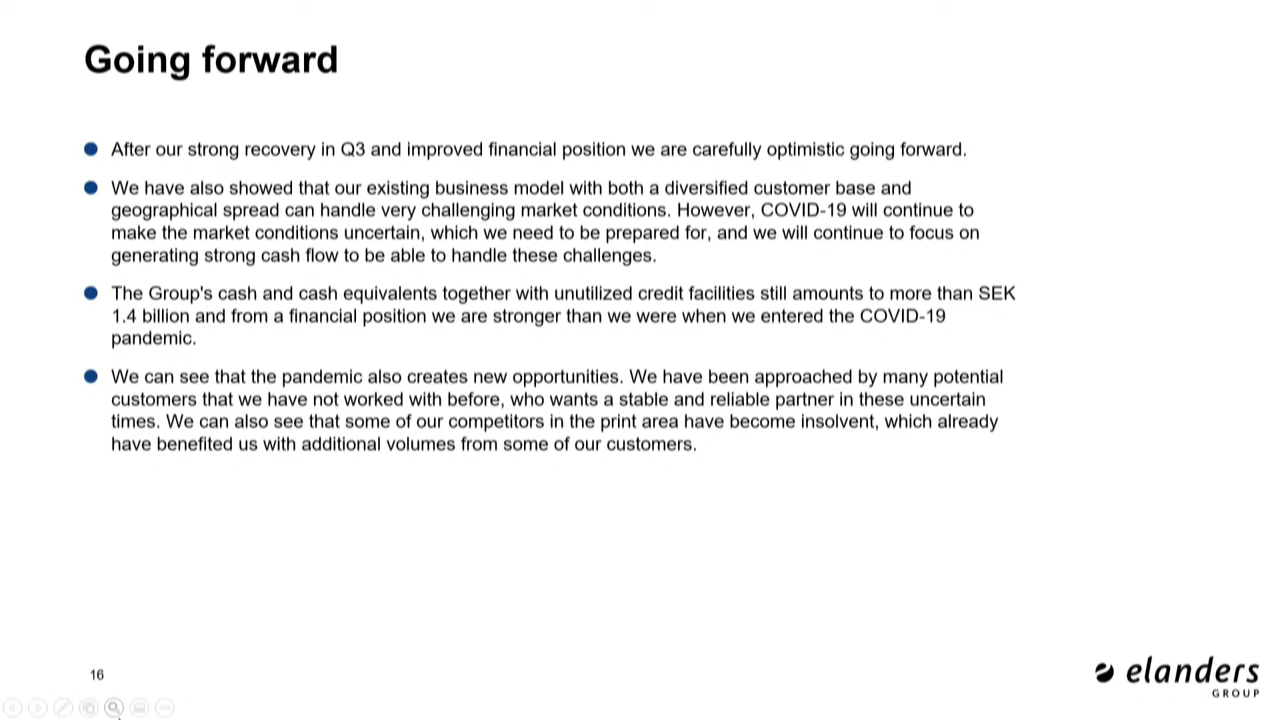 Going forward
After our strong recovery in Q3 and improved financial position we are carefully optimistic going forward.
We have also showed that our existing business model with both a diversified customer base and
geographical spread can handle very challenging market conditions. However, COVID-19 will continue to
make the market conditions uncertain, which we need to be prepared for, and we will continue to focus on
generating strong cash flow to be able to handle these challenges.
The Group's cash and cash equivalents together with unutilized credit facilities still amounts to more than SEK
1.4 billion and from a financial position we are stronger than we were when we entered the COVID-19
pandemic.
We can see that the pandemic also creates new opportunities. We have been approached by many potential
customers that we have not worked with before, who wants a stable and reliable partner in these uncertain
times. We can also see that some of our competitors in the print area have become insolvent, which already
have benefited us with additional volumes from some of our customers.
16
elanders
GROUP